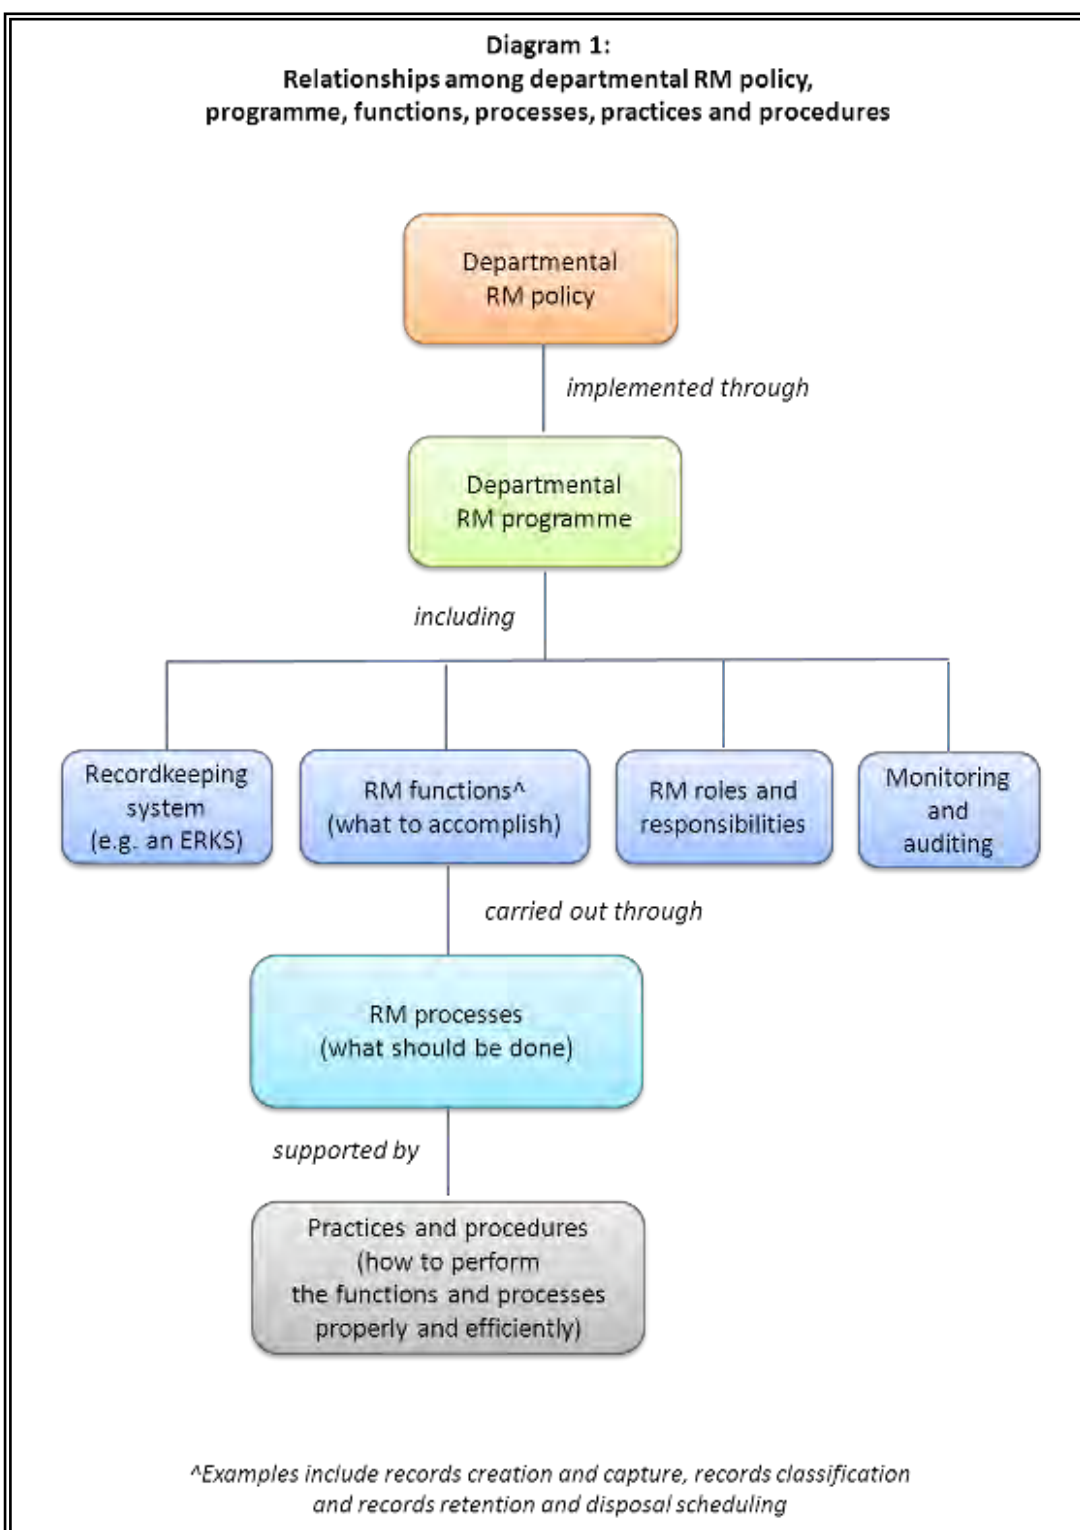 Diagram 1:
Relationships among departmental RM policy,
programme, functions, processes, practices and procedures
Departmental
RM policy
implemented through
Departmental
RM programme
including
Recordkeeping
system
(e.g. an ERKS)
RM functions^
(what to accomplish)
RM roles and
responsibilities
Monitoring
and
auditing
carried out through
RM processes
(what should be done)
supported by
Practices and procedures
(how to perform
the functions and processes
properly and efficiently)
^Examples include records creation and capture, records classification
and records retention and disposal scheduling